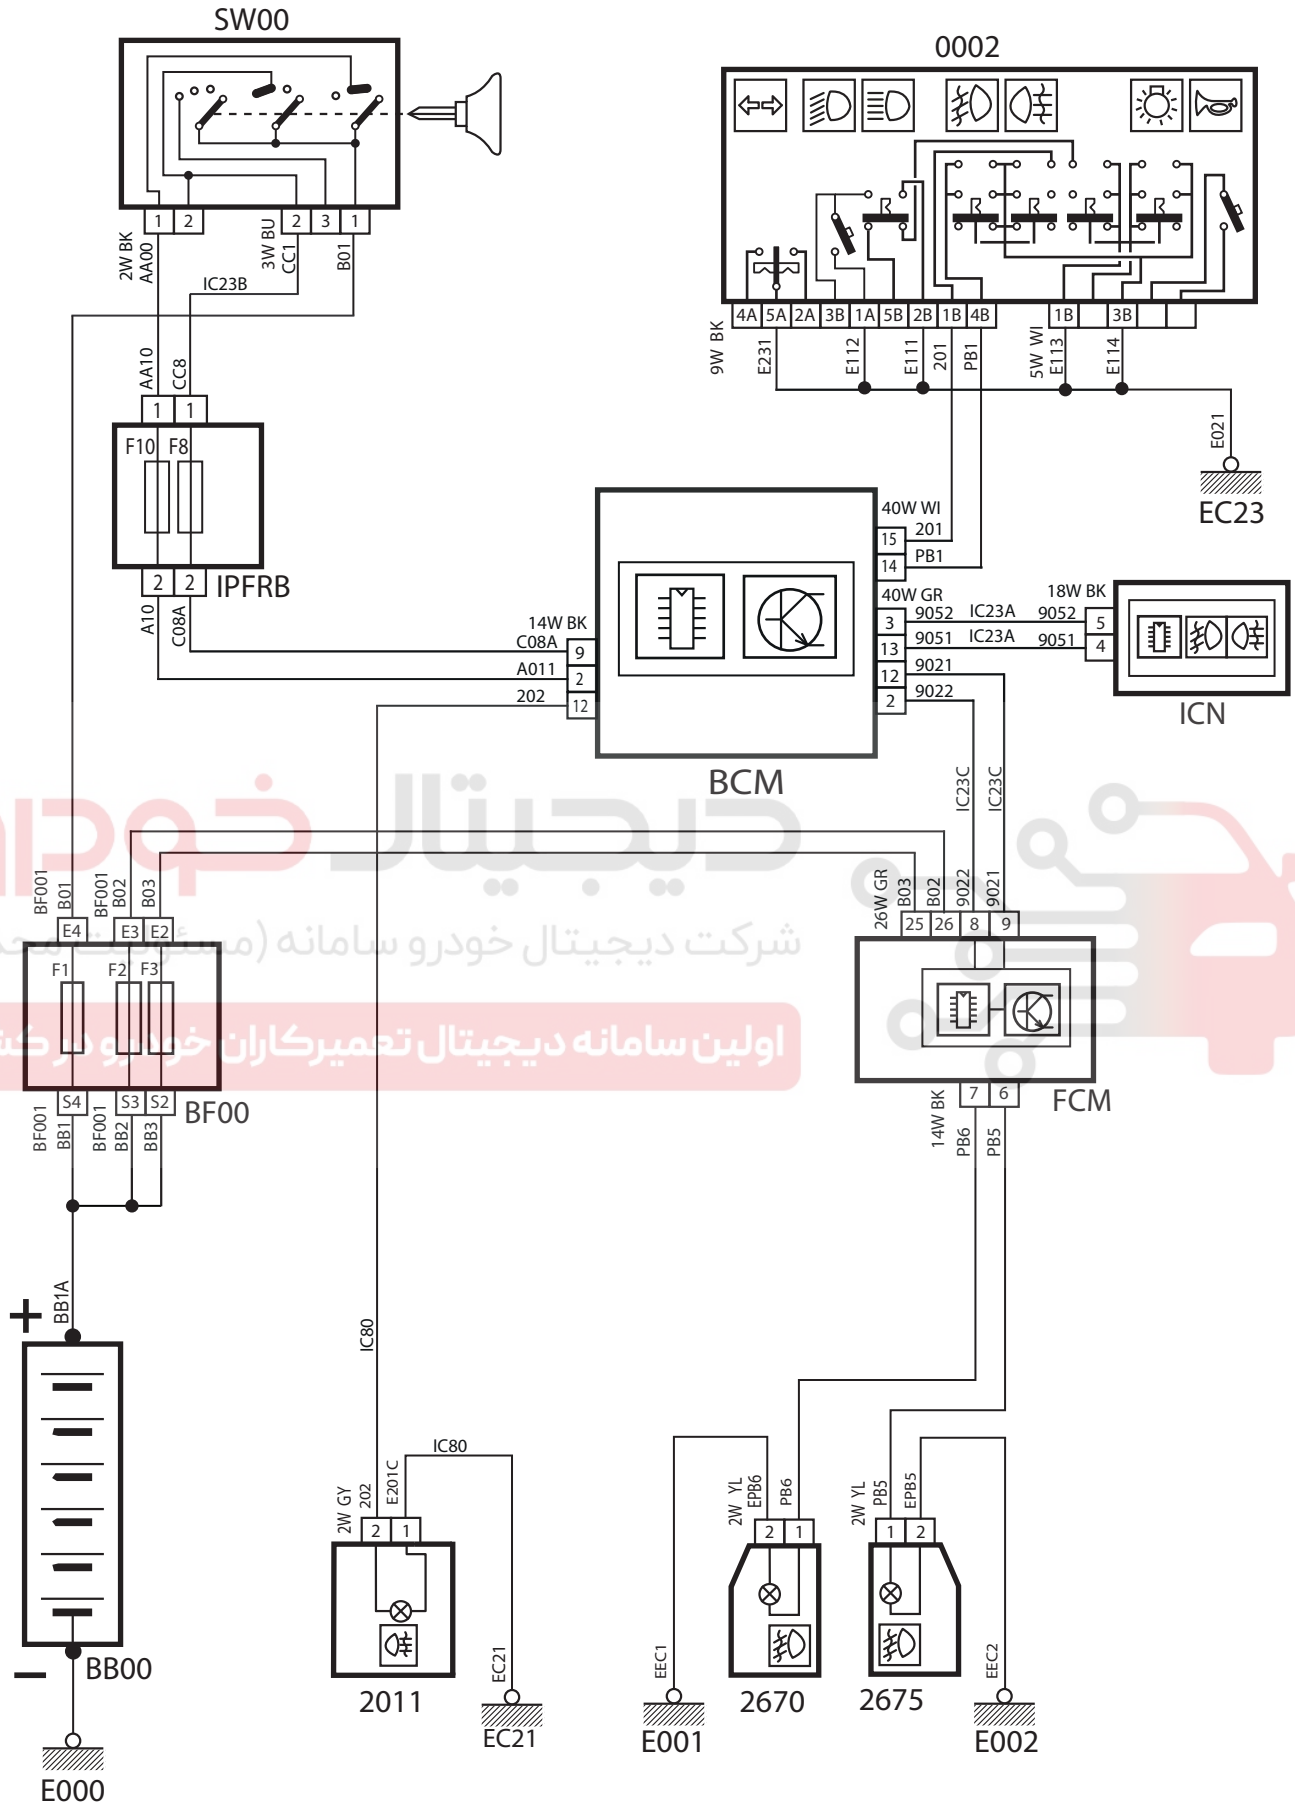 SW00
0002
1 2 2 3 1
2W BK
AA00
3W BU
CC1
B01
IC23B
4A 5A 2A 3B 1A 5B 2B 1B 4B 1B 3B
9W BK
E231
E112
E111
201
PB1
5W WI
E113
E114
E021
EC23
AA10
CC8
1 1
F10 F8
2 2
IPFRB
A10
C08A
40W WI
15 201
14 PB1
40W GR
3 9052 IC23A 9052 5
13 9051 IC23A 9051 4
12 9021
2 9022
18W BK
ICN
14W BK
C08A 9
A011 2
202 12
BCM
IC23C
IC23C
دیجیتال خودرو
BF001
B01
BF001
B02
B03
26W GR
B03
B02
9022
9021
E4 E3 E2
25 26 8 9
شرکت دیجیتال خودرو سامانه (مسئولیت
F1 F2 F3
اولین سامانه دیجیتال تعمیرکاران خودرو در
S4 S3 S2
BF00
BF001
BB1
BF001
BB2
BB3
7 6
FCM
14W BK
PB6
PB5
BB1A
+
IC80
IC80
2W GY
202
E201C
2 1
2W YL
EPB6
PB6
2 1
2W YL
PB5
EPB5
1 2
EC21
EEC1
EEC2
–
BB00
2011
EC21
E001
2670
2675
E002
E000